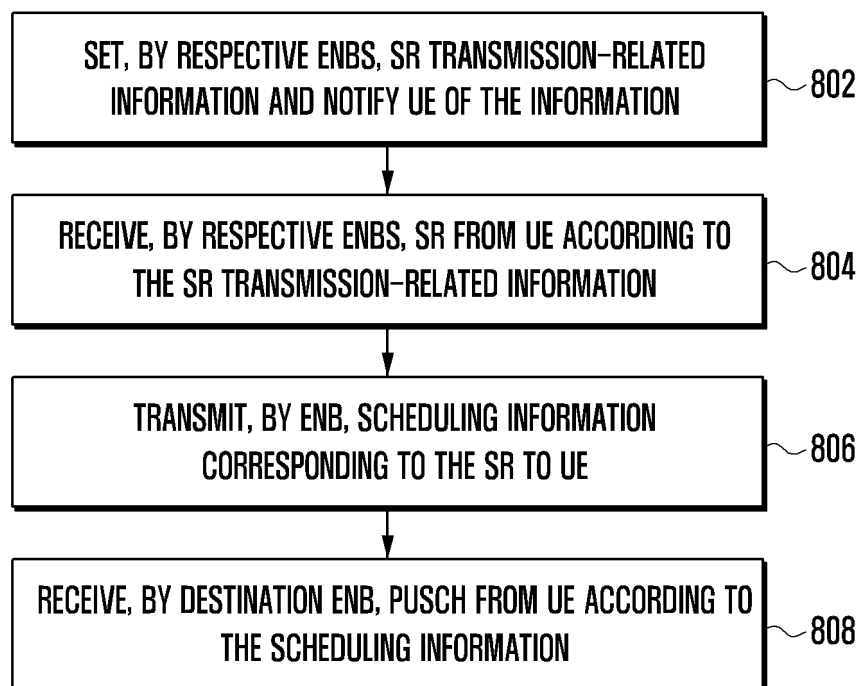 SET, BY RESPECTIVE ENBS, SR TRANSMISSION-RELATED
INFORMATION AND NOTIFY UE OF THE INFORMATION
802
RECEIVE, BY RESPECTIVE ENBS, SR FROM UE ACCORDING TO
THE SR TRANSMISSION-RELATED INFORMATION
804
TRANSMIT, BY ENB, SCHEDULING INFORMATION
CORRESPONDING TO THE SR TO UE
806
RECEIVE, BY DESTINATION ENB, PUSCH FROM UE ACCORDING TO
THE SCHEDULING INFORMATION
808